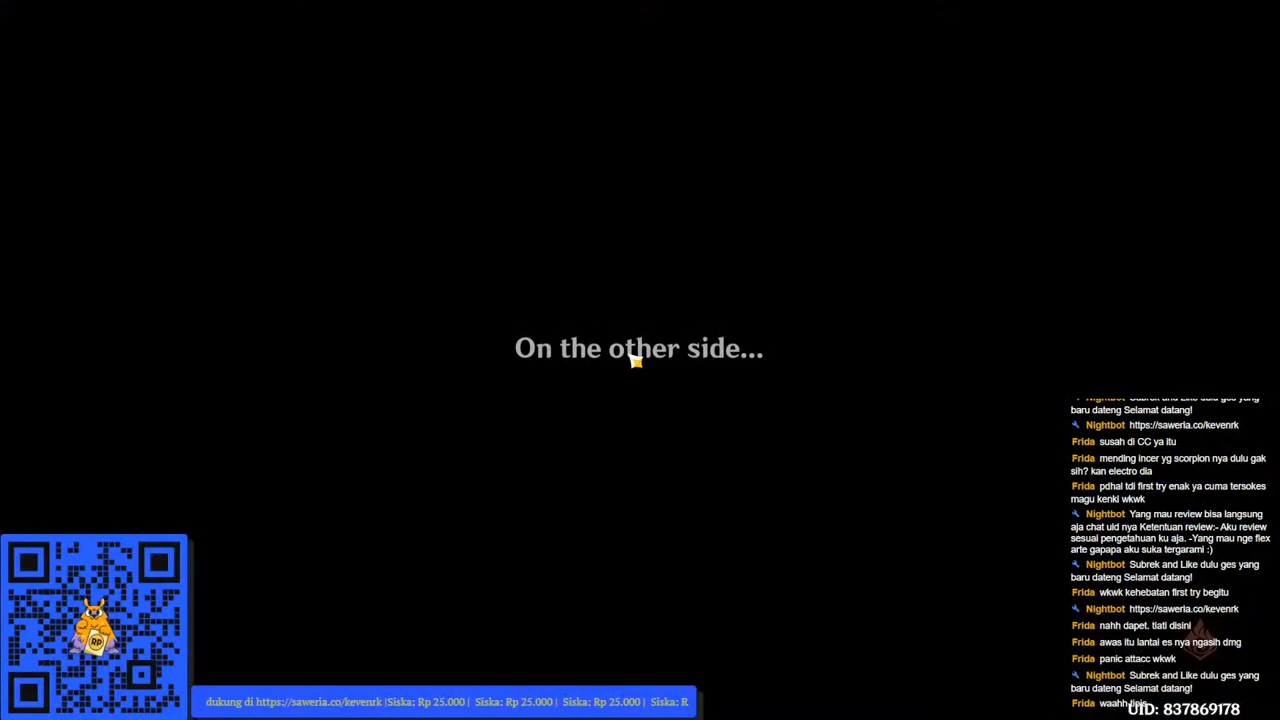 On the other side...
baru dateng Selamat datang!
Nightbot https://saweria.co/kevenrk
Frida susah di CC ya itu
Frida mending incer yg scorpion nya dulu gak
sih? kan electro dia
Frida pdhal tdi first try enak ya cuma tersokes
magu kenki wkwk
Nightbot Yang mau review bisa langsung
aja chat uid nya Ketentuan review:- Aku review
sesuai pengetahuan ku aja. -Yang mau nge flex
arte gapapa aku suka tergarami :)
Nightbot Subrek and Like dulu ges yang
baru dateng Selamat datang!
Frida wkwk kehebatan first try begitu
Nightbot https://saweria.co/kevenrk
Frida nahh dapet. tiati disini
Frida awas itu lantai es nya ngasih dmg
Frida panic attacc wkwk
Nightbot Subrek and Like dulu ges yang
baru dateng Selamat datang!
Frida waahh
UID: 837869178
RP
dukung di https://saweria.co/kevenrk |Siska: Rp 25.000 | Siska: Rp 25.000 | Siska: Rp 25.000 | Siska: R